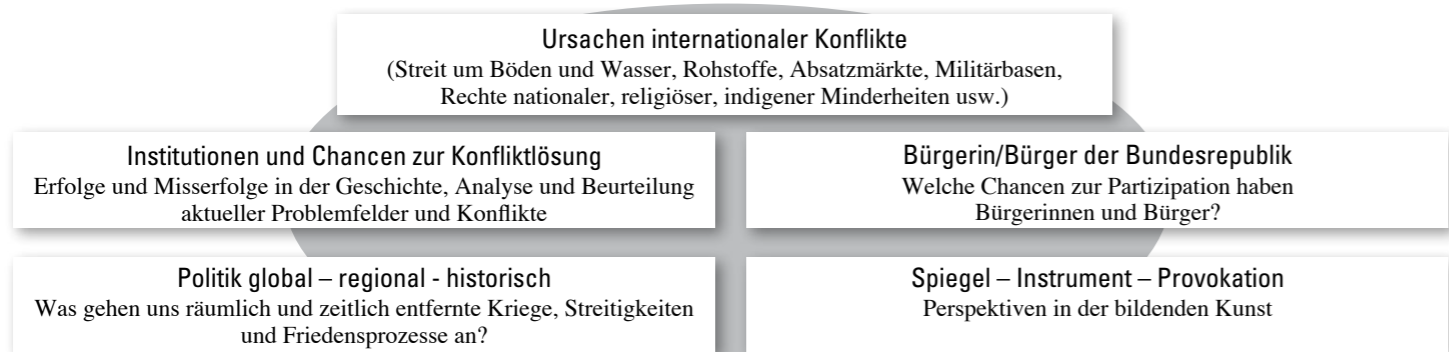 Ursachen internationaler Konflikte
(Streit um Böden und Wasser, Rohstoffe, Absatzmärkte, Militärbasen,
Rechte nationaler, religiöser, indigener Minderheiten usw.)
Institutionen und Chancen zur Konfliktlösung
Erfolge und Misserfolge in der Geschichte, Analyse und Beurteilung
aktueller Problemfelder und Konflikte
Bürgerin/Bürger der Bundesrepublik
Welche Chancen zur Partizipation haben
Bürgerinnen und Bürger?
Politik global – regional - historisch
Was gehen uns räumlich und zeitlich entfernte Kriege, Streitigkeiten
und Friedensprozesse an?
Spiegel – Instrument – Provokation
Perspektiven in der bildenden Kunst